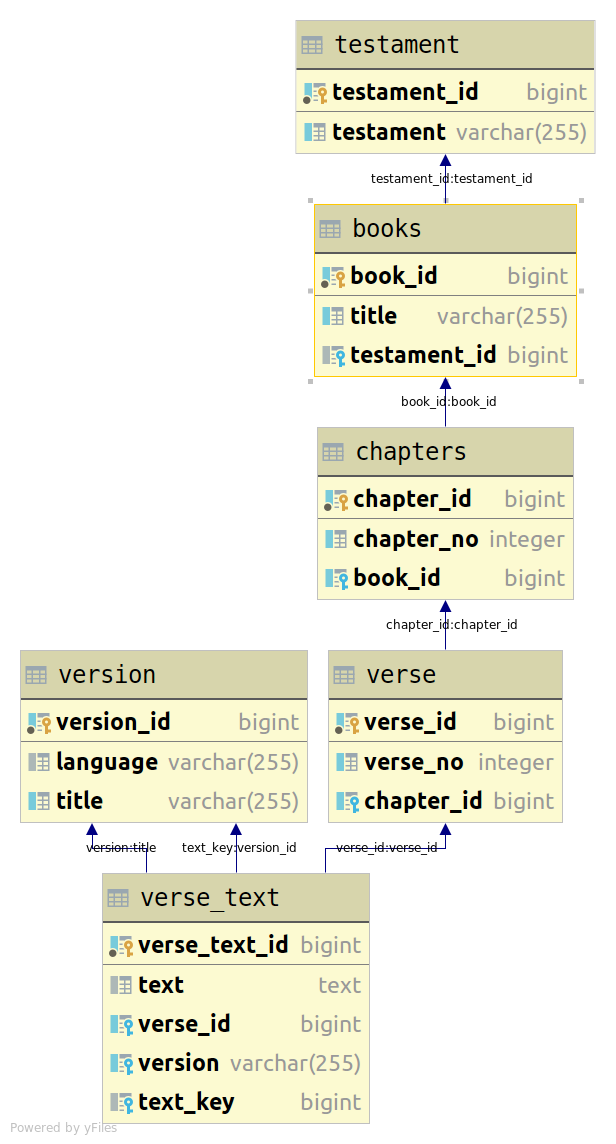 testament
testament_id bigint
testament varchar(255)
testament_id:testament_id
books
book_id bigint
title varchar(255)
testament_id bigint
book_id:book_id
chapters
chapter_id bigint
chapter_no integer
book_id bigint
chapter_id:chapter_id
version
version_id bigint
language varchar(255)
title varchar(255)
verse
verse_id bigint
verse_no integer
chapter_id bigint
version:title
text_key:version_id
verse_id:verse_id
verse_text
verse_text_id bigint
text text
verse_id bigint
version varchar(255)
text_key bigint
Powered by yFiles